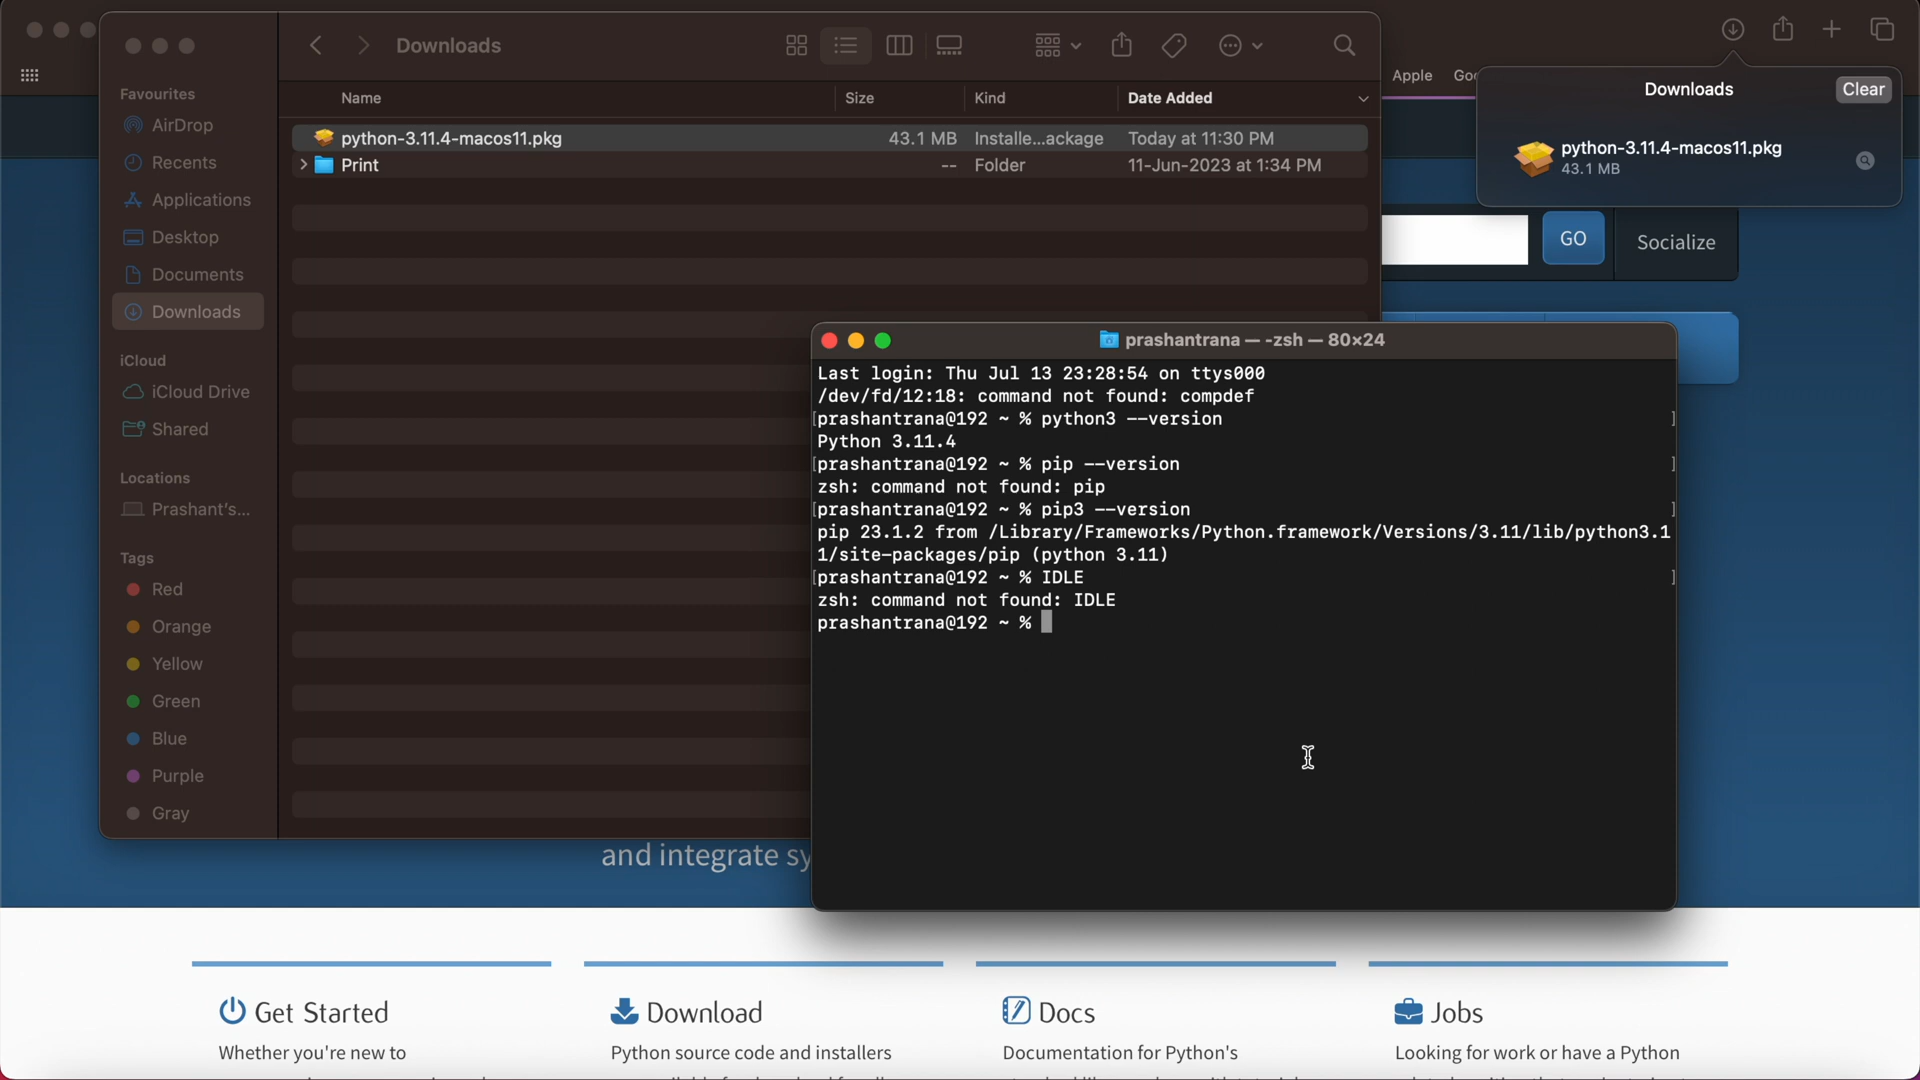 Downloads
Favourites
AirDrop
Recents
Applications
Desktop
Documents
Downloads
iCloud
iCloud Drive
Shared
Locations
Prashant's...
Tags
Red
Orange
Yellow
Green
Blue
Purple
Gray
Name Size Kind Date Added
python-3.11.4-macos11.pkg 43.1 MB Installe...ackage Today at 11:30 PM
Print -- Folder 11-Jun-2023 at 1:34 PM
Apple
Downloads Clear
python-3.11.4-macos11.pkg
43.1 MB
GO Socialize
prashantrana — -zsh — 80×24
Last login: Thu Jul 13 23:28:54 on ttys000
/dev/fd/12:18: command not found: compdef
[prashantrana@192 ~ % python3 --version ]
Python 3.11.4
[prashantrana@192 ~ % pip --version ]
zsh: command not found: pip
[prashantrana@192 ~ % pip3 --version ]
pip 23.1.2 from /Library/Frameworks/Python.framework/Versions/3.11/lib/python3.1
1/site-packages/pip (python 3.11)
[prashantrana@192 ~ % IDLE ]
zsh: command not found: IDLE
prashantrana@192 ~ %
and integrate sy
Get Started
Whether you're new to
Download
Python source code and installers
Docs
Documentation for Python's
Jobs
Looking for work or have a Python